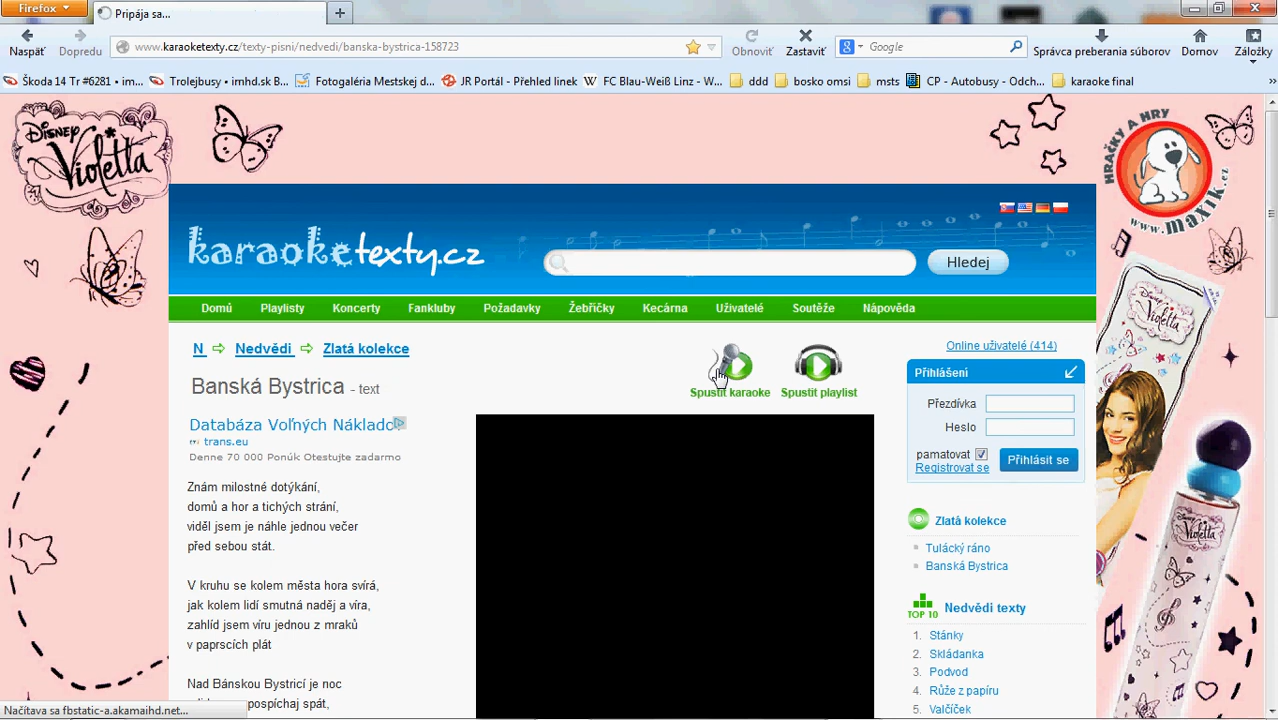 Firefox
Pripája sa...
Naspäť
Dopredu
www.karaoketexty.cz/texty-pisni/nedvedi/banska-bystrica-158723
Obnoviť
Zastaviť
Google
Správca preberania súborov
Domov
Záložky
Škoda 14 Tr #6281 • im...
Trolejbusy • imhd.sk B...
Fotogaléria Mestskej d...
JR Portál - Přehled linek
FC Blau-Weiß Linz - W...
ddd
bosko omsi
msts
CP - Autobusy - Odch...
karaoke final
Disney
Violetta
HRAČKY A HRY
www.maxik.cz
karaoketexty.cz
Hledej
Domů
Playlisty
Koncerty
Fankluby
Požadavky
Žebříčky
Kecárna
Uživatelé
Soutěže
Nápověda
N
Nedvědi
Zlatá kolekce
Spustit karaoke
Spustit playlist
Online uživatelé (414)
Banská Bystrica - text
Přihlášení
Přezdívka
Heslo
pamatovat
Registrovat se
Přihlásit se
Databáza Voľných Nákladc
trans.eu
Denne 70 000 Ponúk Otestujte zadarmo
Znám milostné dotýkání,
domů a hor a tichých strání,
viděl jsem je náhle jednou večer
před sebou stát.
V kruhu se kolem města hora svírá,
jak kolem lidí smutná naděj a víra,
zahlíd jsem víru jednou z mraků
v paprscích plát
Nad Bánskou Bystricí je noc
pospíchaj spát,
Zlatá kolekce
Tulácký ráno
Banská Bystrica
TOP 10
Nedvědi texty
1. Stánky
2. Skládanka
3. Podvod
4. Růže z papíru
5. Valčíček
Violetta
Violetta
Načítava sa fbstatic-a.akamaihd.net...